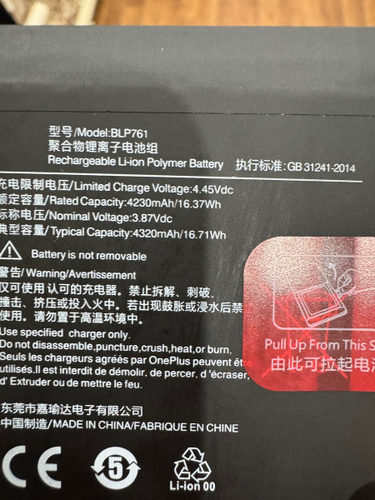 型号/Model:BLP761
聚合物锂离子电池组
Rechargeable Li-ion Polymer Battery 执行标准:GB 31241-2014
充电限制电压/Limited Charge Voltage:4.45Vdc
额定容量/Rated Capacity:4230mAh/16.37Wh
标称电压/Nominal Voltage:3.87Vdc
典型容量/Typical Capacity:4320mAh/16.71Wh
Battery is not removable
警告/Warning/Avertissement
仅可使用认可的充电器。禁止拆解、刺破、
撞击、挤压或投入火中。若出现鼓胀或浸水后禁
使用。请勿置于高温环境中。
Use specified charger only.
Do not disassemble,puncture,crush,heat,or burn.
Seuls les chargeurs agréés par OnePlus peuvent êt
utilisés.Il est interdit de démolir. de percer. d 'écraser,
d' Extruder ou de mettre le feu.
东莞市嘉瑜达电子有限公司
中国制造/MADE IN CHINA/FABRIQUE EN CHINE
CE
5
Li-ion 00
Pull Up From This S
由此可拉起电